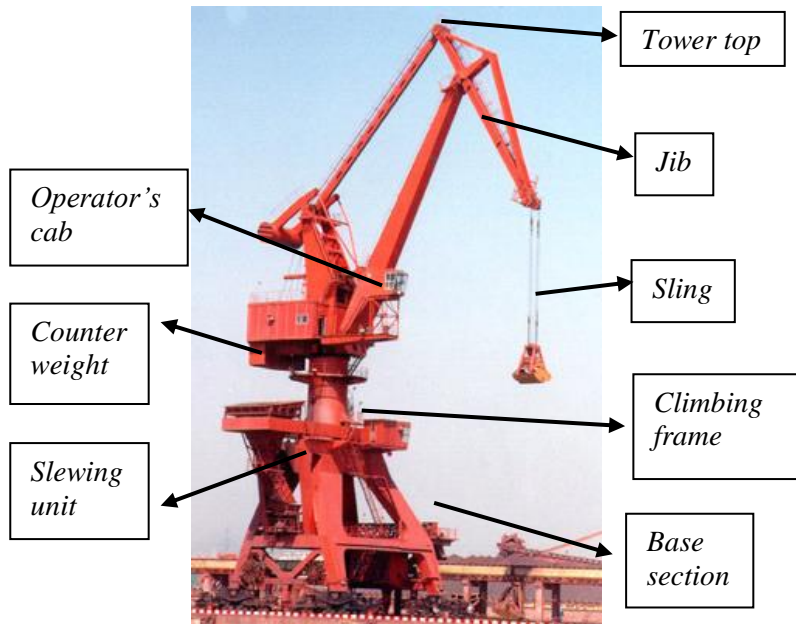 Tower top
Jib
Operator’s
cab
Sling
Counter
weight
Climbing
frame
Slewing
unit
Base
section